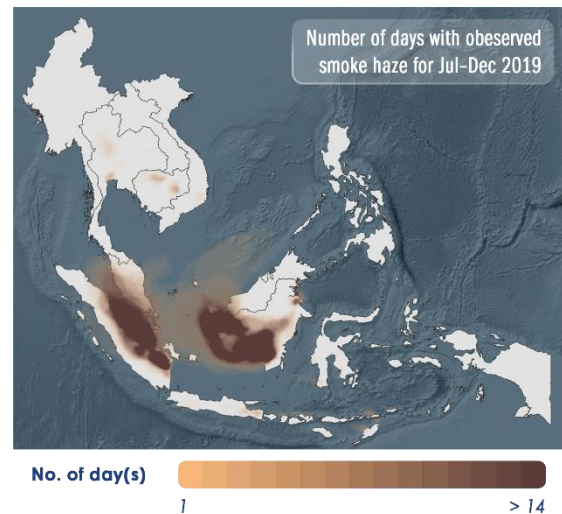 Number of days with obeserved
smoke haze for Jul-Dec 2019
No. of day(s)
1 > 14